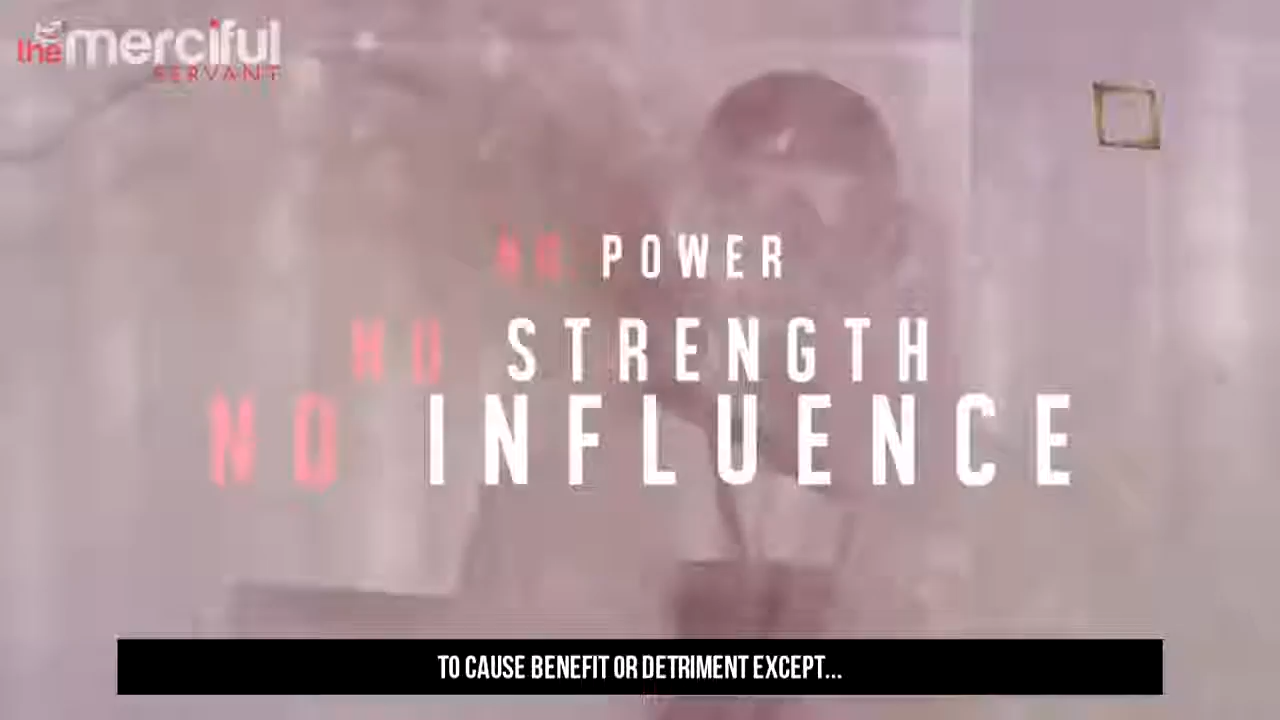 the merciful
SERVANT
NO POWER
NO STRENGTH
NO INFLUENCE
TO CAUSE BENEFIT OR DETRIMENT EXCEPT...